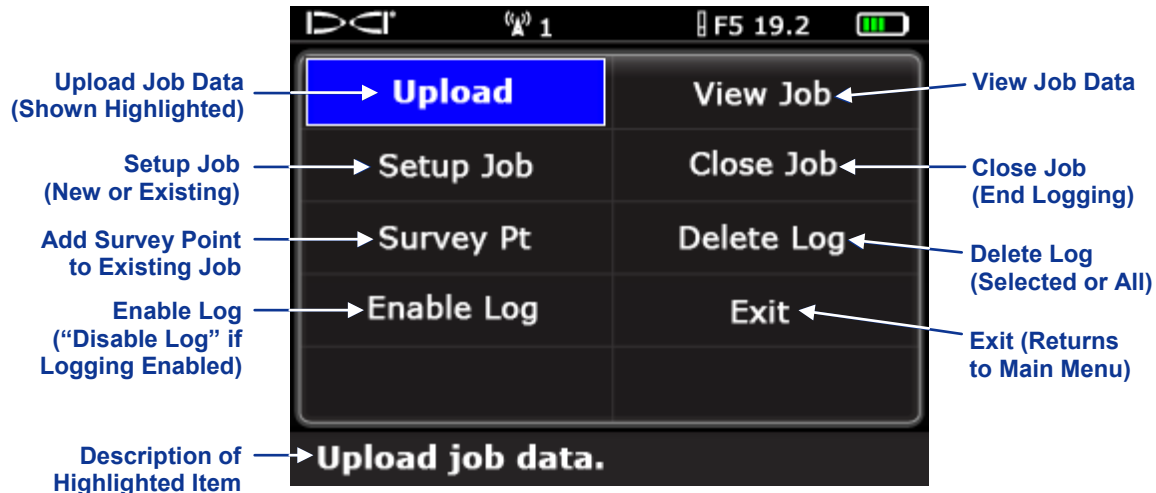 DCI
1
F5 19.2
Upload Job Data
(Shown Highlighted)
Upload
View Job
View Job Data
Setup Job
(New or Existing)
Setup Job
Close Job
Close Job
(End Logging)
Add Survey Point
to Existing Job
Survey Pt
Delete Log
Delete Log
(Selected or All)
Enable Log
(“Disable Log” if
Logging Enabled)
Enable Log
Exit
Exit (Returns
to Main Menu)
Description of
Highlighted Item
Upload job data.